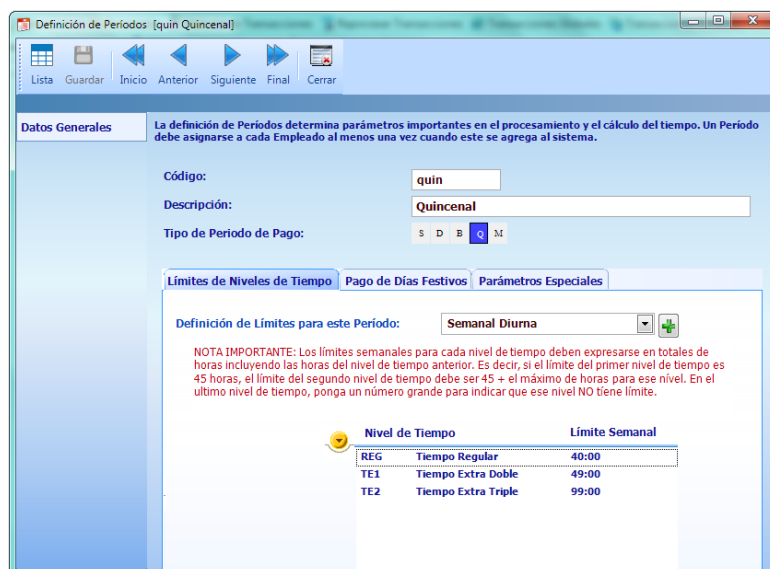 Definición de Períodos [quin Quincenal]
Lista Guardar Inicio Anterior Siguiente Final Cerrar
Datos Generales
La definición de Períodos determina parámetros importantes en el procesamiento y el cálculo del tiempo. Un Período
debe asignarse a cada Empleado al menos una vez cuando este se agrega al sistema.
Código: quin
Descripción: Quincenal
Tipo de Periodo de Pago: S D B Q M
Límites de Niveles de Tiempo Pago de Días Festivos Parámetros Especiales
Definición de Límites para este Período: Semanal Diurna
NOTA IMPORTANTE: Los límites semanales para cada nivel de tiempo deben expresarse en totales de
horas incluyendo las horas del nivel de tiempo anterior. Es decir, si el límite del primer nivel de tiempo es
45 horas, el límite del segundo nivel de tiempo debe ser 45 + el máximo de horas para ese nível. En el
ultimo nivel de tiempo, ponga un número grande para indicar que ese nivel NO tiene límite.
Nivel de Tiempo Límite Semanal
REG Tiempo Regular 40:00
TE1 Tiempo Extra Doble 49:00
TE2 Tiempo Extra Triple 99:00